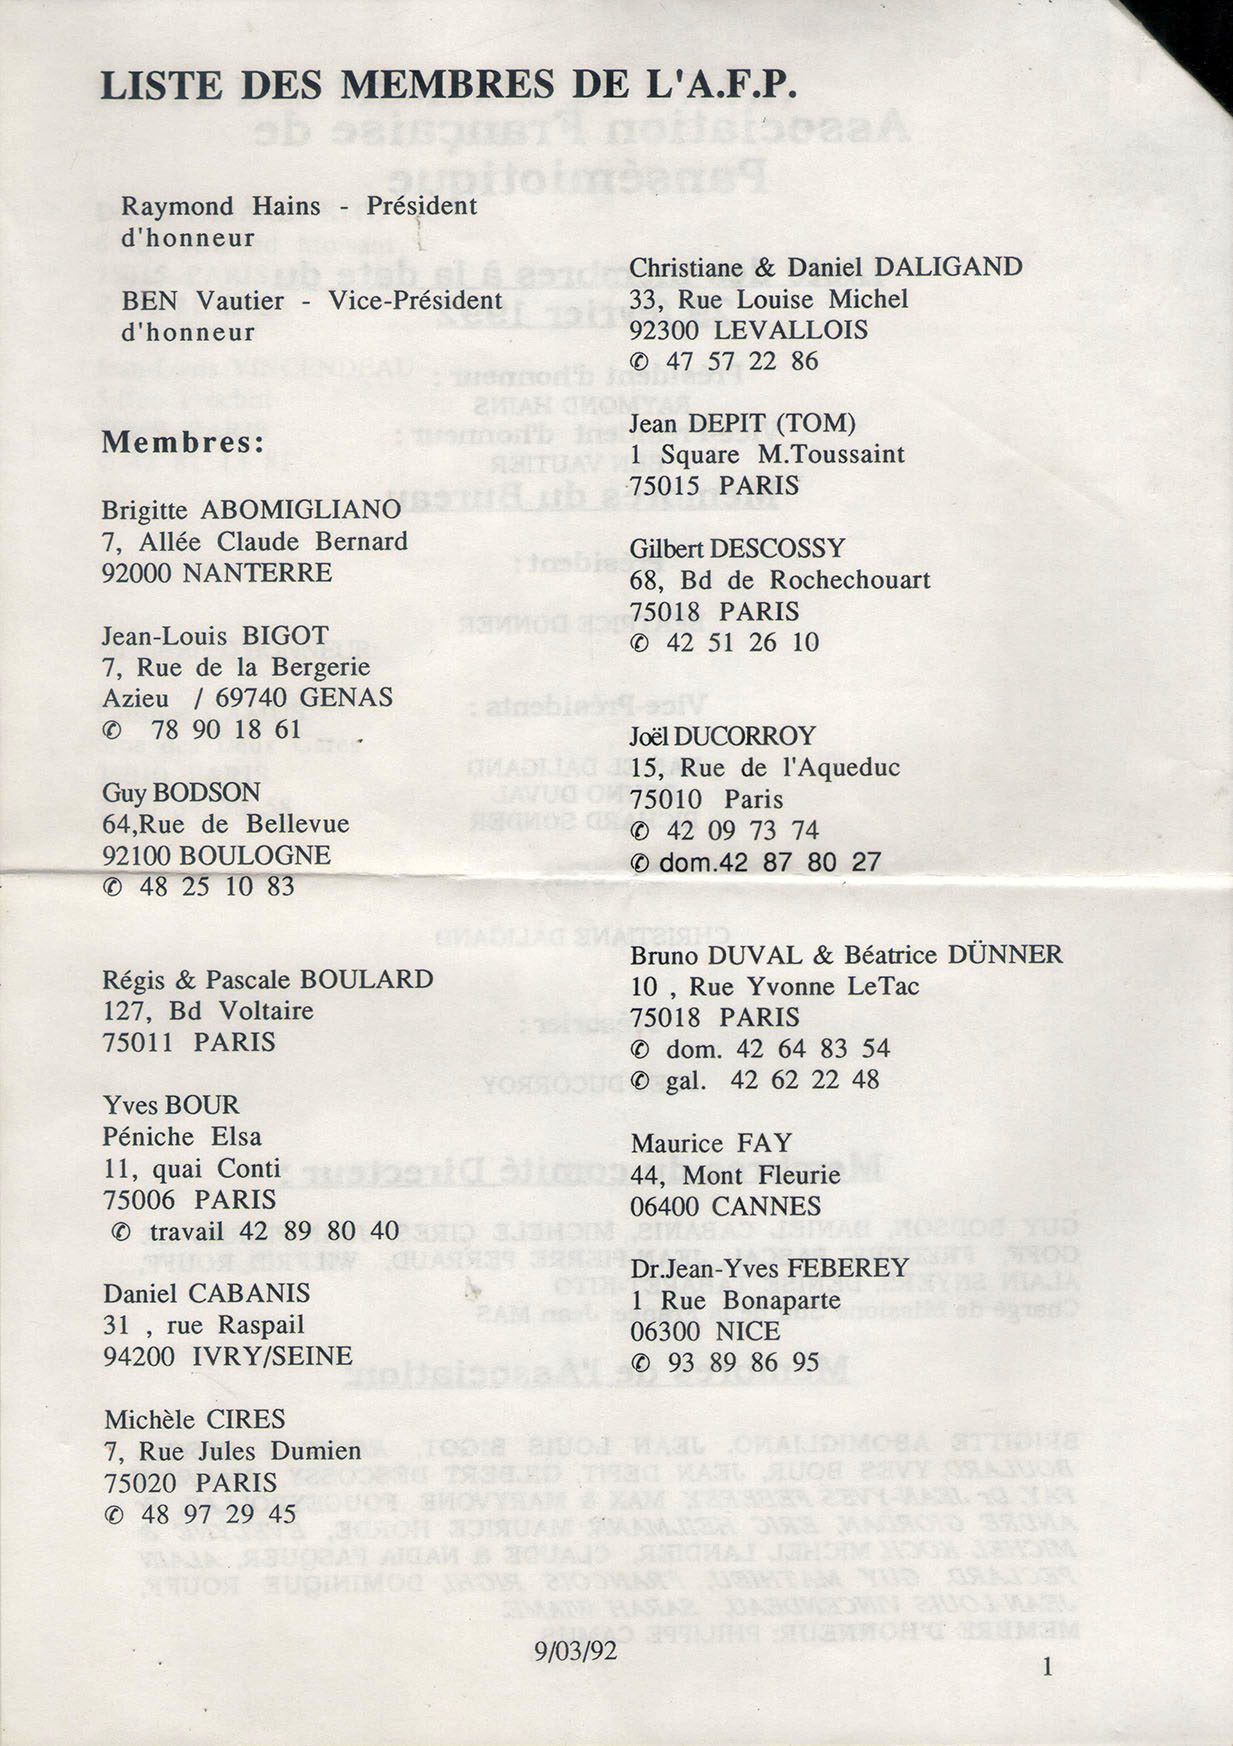 LISTE DES MEMBRES DE L'A.F.P.
Raymond Hains - Président
d'honneur
BEN Vautier - Vice-Président
d'honneur
Membres:
Brigitte ABOMIGLIANO
7, Allée Claude Bernard
92000 NANTERRE
Jean-Louis BIGOT
7, Rue de la Bergerie
Azieu / 69740 GENAS
✆ 78 90 18 61
Guy BODSON
64,Rue de Bellevue
92100 BOULOGNE
✆ 48 25 10 83
Régis & Pascale BOULARD
127, Bd Voltaire
75011 PARIS
Yves BOUR
Péniche Elsa
11, quai Conti
75006 PARIS
✆ travail 42 89 80 40
Daniel CABANIS
31 , rue Raspail
94200 IVRY/SEINE
Michèle CIRES
7, Rue Jules Dumien
75020 PARIS
✆ 48 97 29 45
Christiane & Daniel DALIGAND
33, Rue Louise Michel
92300 LEVALLOIS
✆ 47 57 22 86
Jean DEPIT (TOM)
1 Square M.Toussaint
75015 PARIS
Gilbert DESCOSSY
68, Bd de Rochechouart
75018 PARIS
✆ 42 51 26 10
Joël DUCORROY
15, Rue de l'Aqueduc
75010 Paris
✆ 42 09 73 74
✆ dom.42 87 80 27
Bruno DUVAL & Béatrice DÜNNER
10 , Rue Yvonne LeTac
75018 PARIS
✆ dom. 42 64 83 54
✆ gal. 42 62 22 48
Maurice FAY
44, Mont Fleurie
06400 CANNES
Dr.Jean-Yves FEBEREY
1 Rue Bonaparte
06300 NICE
✆ 93 89 86 95
9/03/92
1